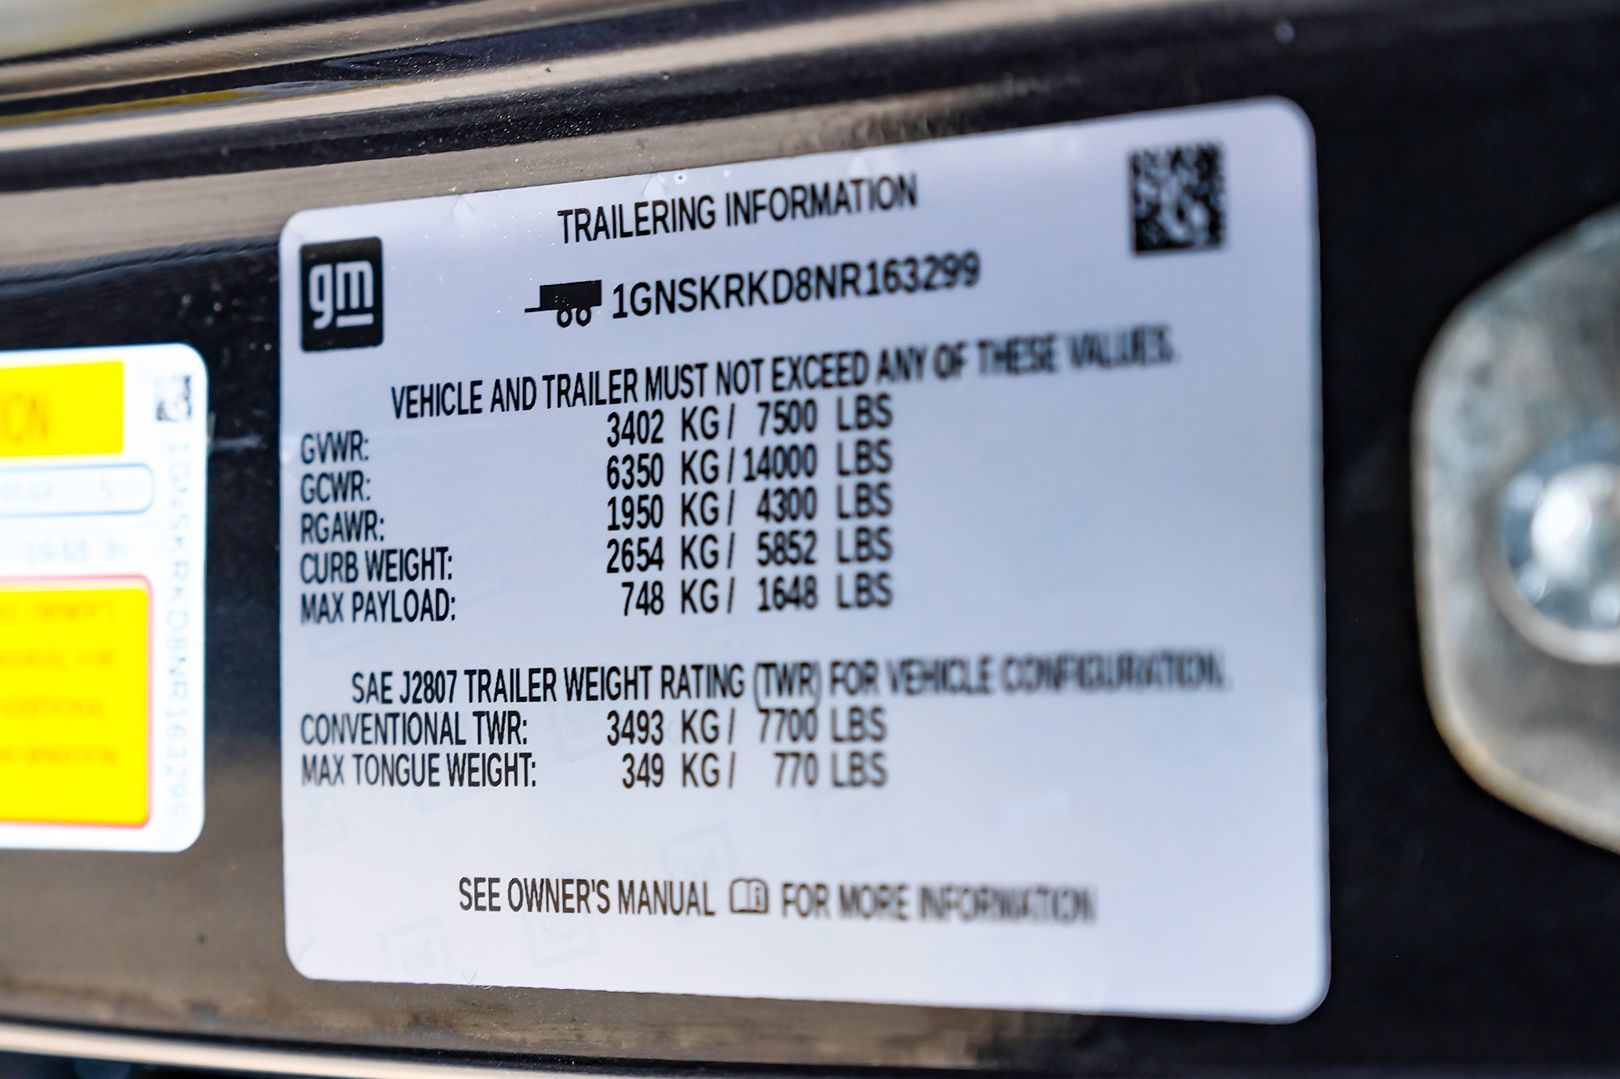 TRAILERING INFORMATION
gm
1GNSKRKD8NR163299
VEHICLE AND TRAILER MUST NOT EXCEED ANY OF THESE VALUES.
GVWR: 3402 KG / 7500 LBS
GCWR: 6350 KG / 14000 LBS
RGAWR: 1950 KG / 4300 LBS
CURB WEIGHT: 2654 KG / 5852 LBS
MAX PAYLOAD: 748 KG / 1648 LBS
SAE J2807 TRAILER WEIGHT RATING (TWR) FOR VEHICLE CONFIGURATION.
CONVENTIONAL TWR: 3493 KG / 7700 LBS
MAX TONGUE WEIGHT: 349 KG / 770 LBS
SEE OWNER'S MANUAL FOR MORE INFORMATION
1GNSKRKD8NR163299